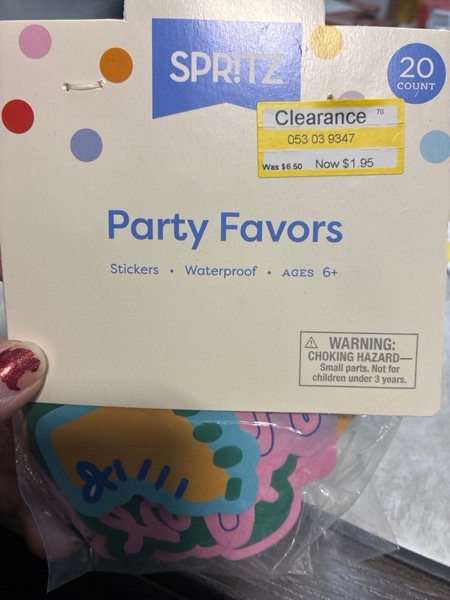 SPRITZ
20
COUNT
Clearance 70
053 03 9347
Was $6.50 Now $1.95
Party Favors
Stickers • Waterproof • AGES 6+
⚠ WARNING:
CHOKING HAZARD—
Small parts. Not for
children under 3 years.